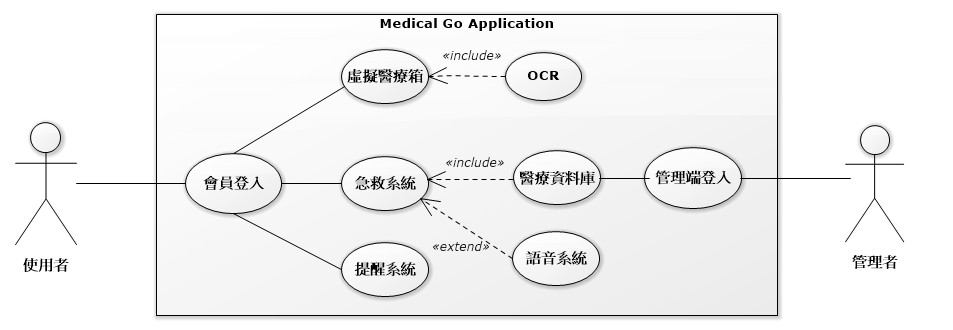 Medical Go Application
«include»
虛擬醫療箱
OCR
«include»
會員登入
急救系統
醫療資料庫
管理端登入
«extend»
語音系統
提醒系統
使用者
管理者